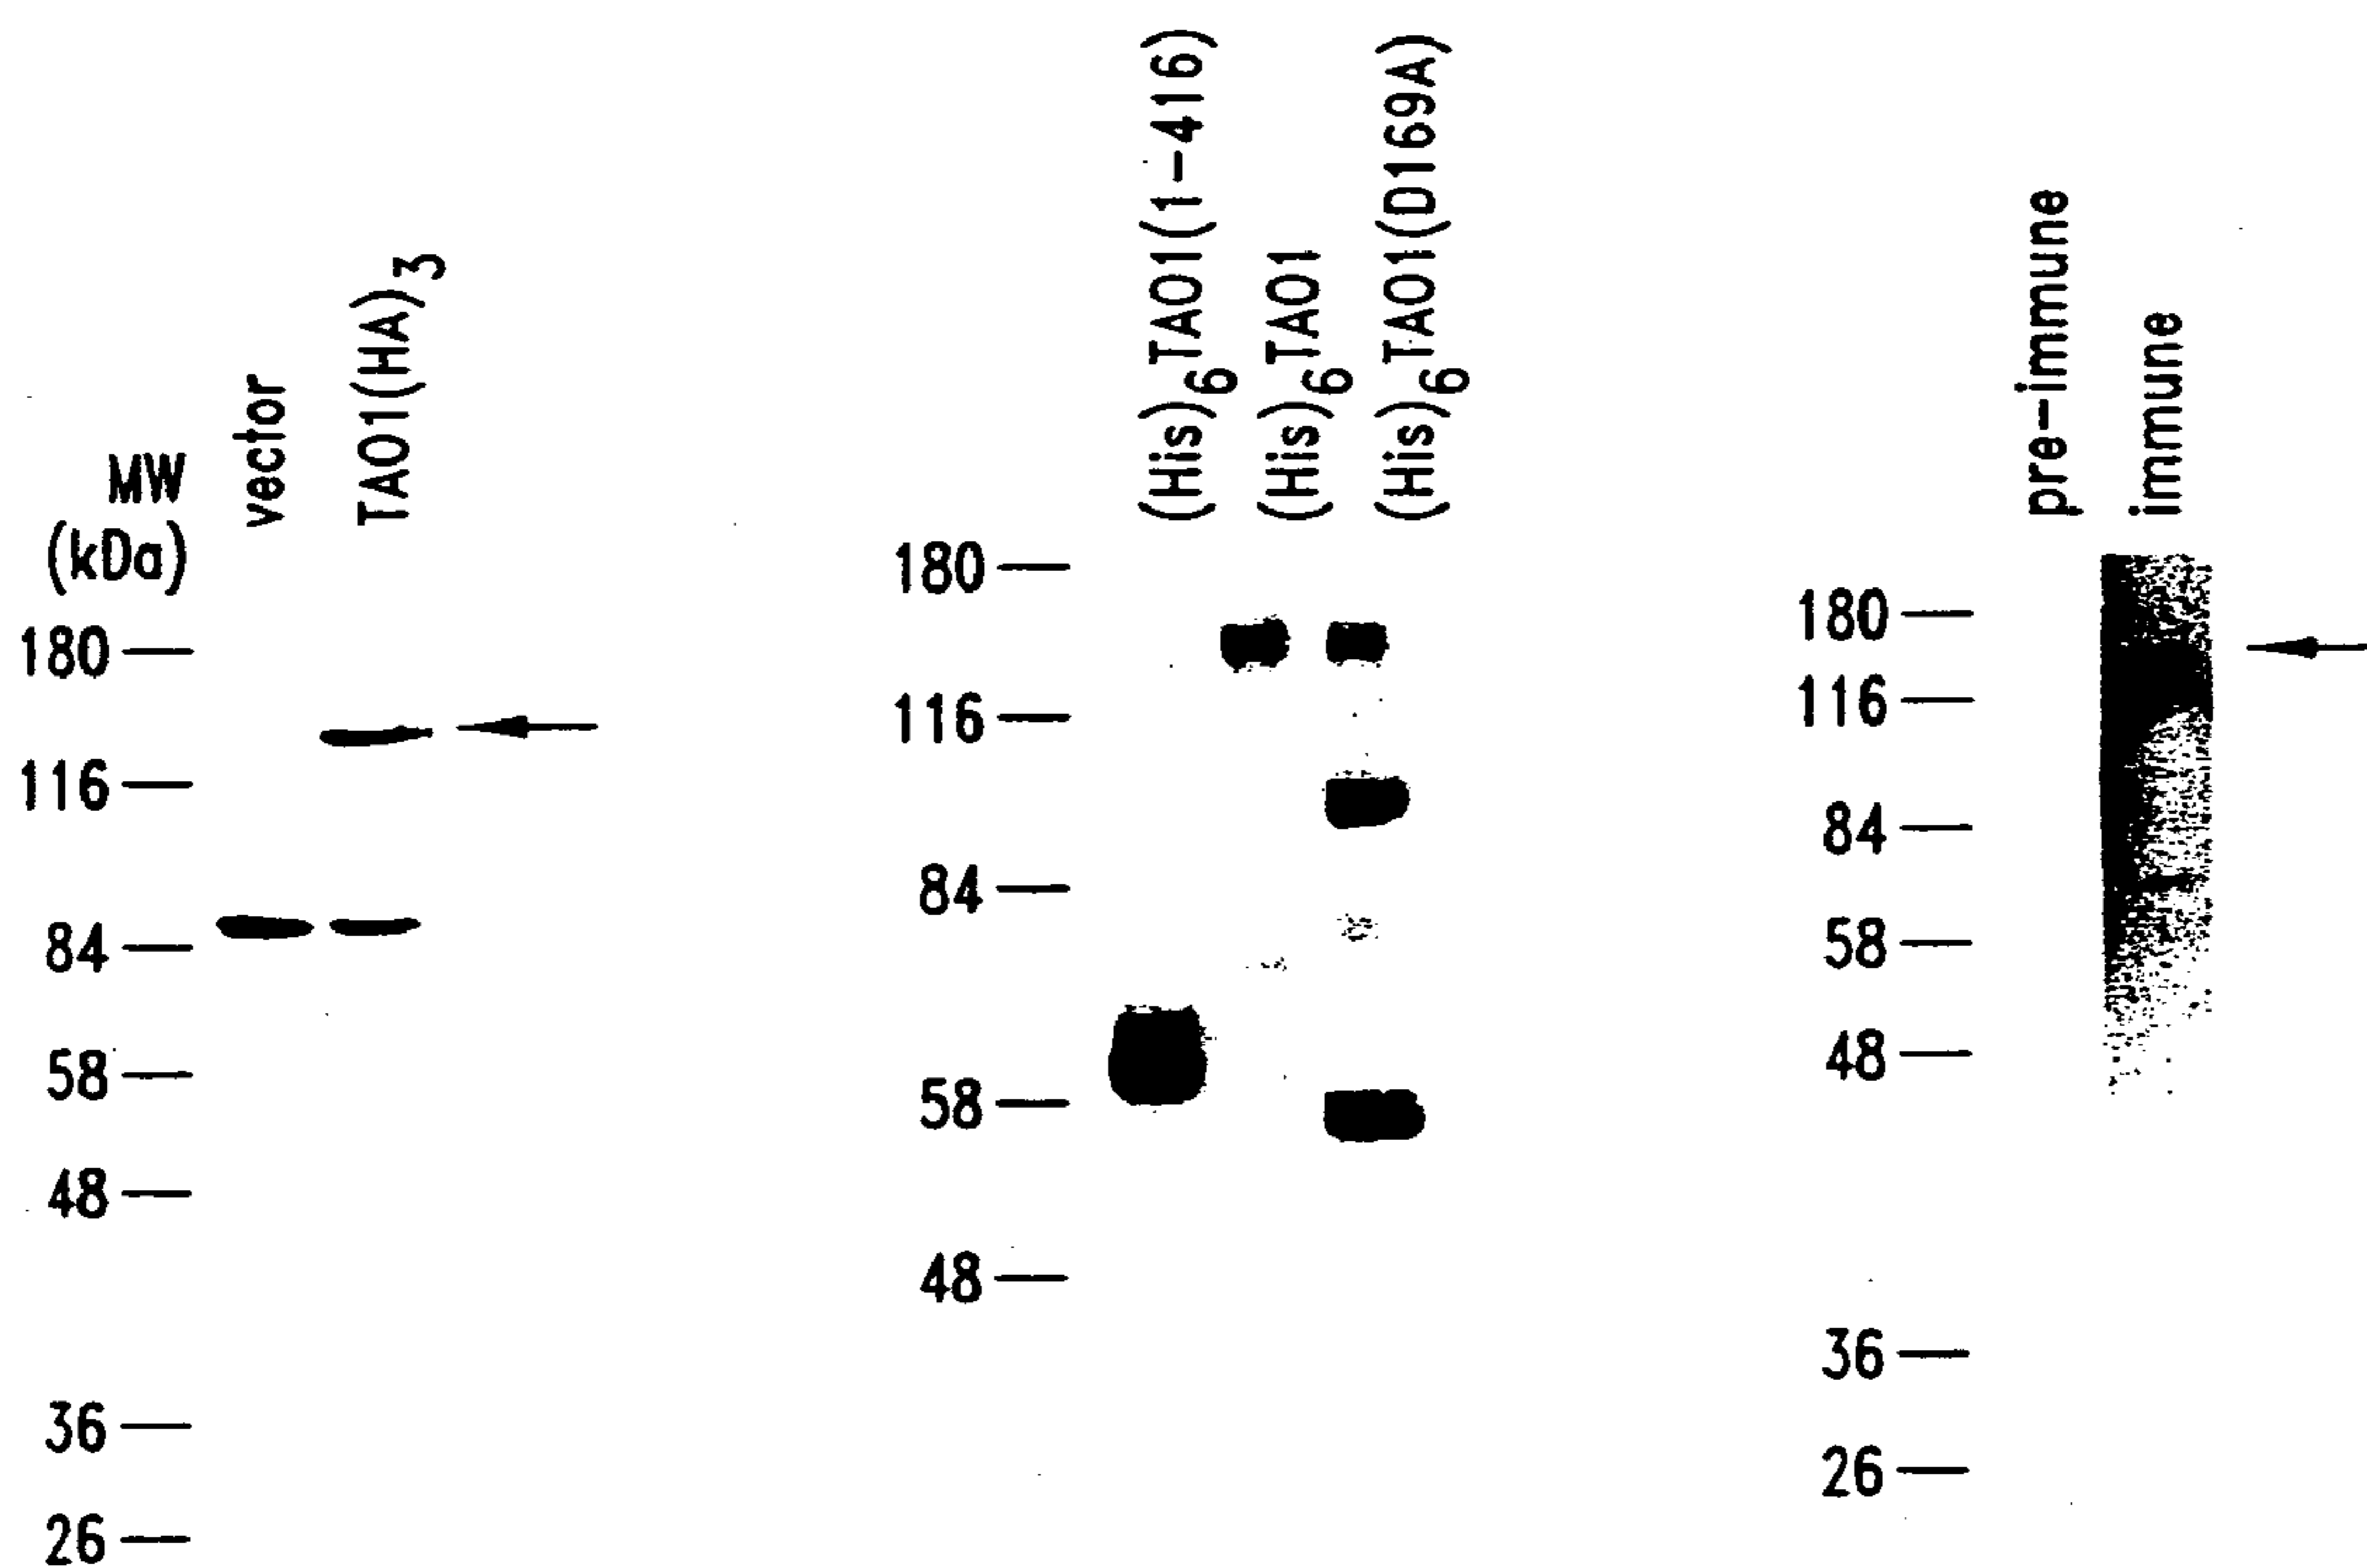 MW
(kDa)
vector
TAO1(HA)3
180
116
84
58
48
36
26
(His)6TAO1(1-416)
(His)6TAO1
(His)6TAO1(D169A)
180
116
84
58
48
pre-immune
immune
180
116
84
58
48
36
26